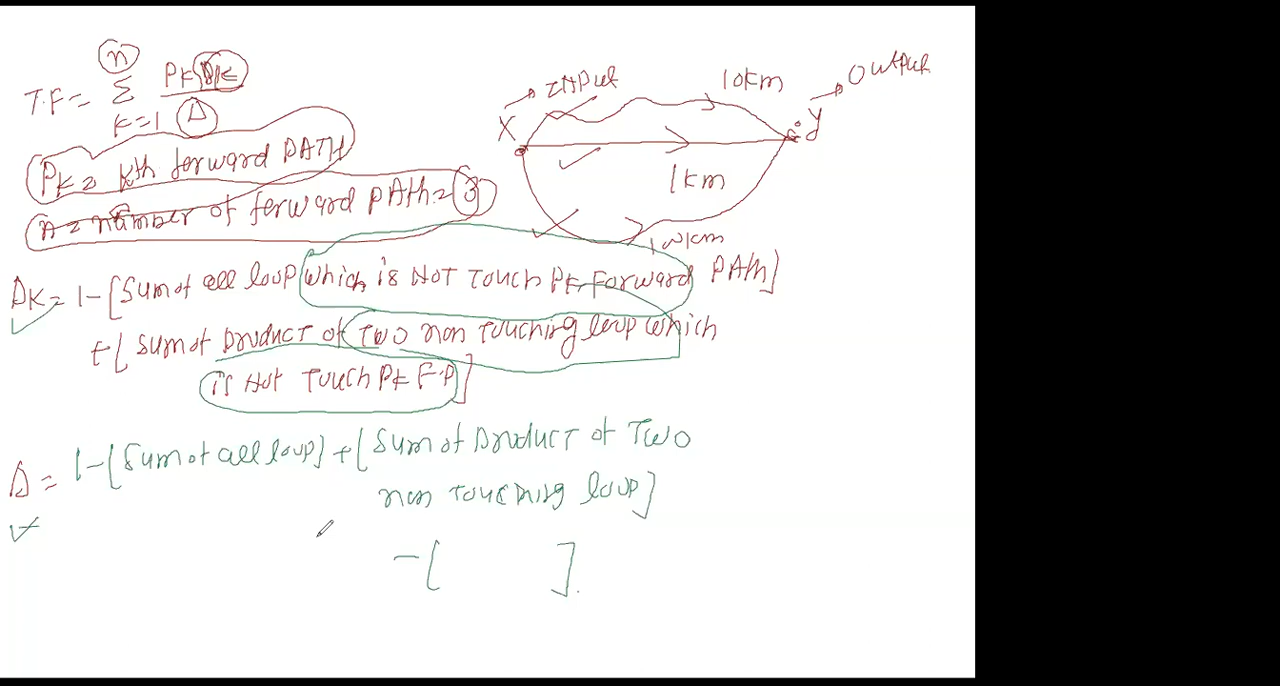 T.F = n Σ K=1 PK ΔK / Δ
PK = Kth forward PATH
n = number of forward PAth = 3
X → INPUT
10km
Y → OUTPUT
1km
100km
ΔK = 1-[Sum of all loop which is NOT TOUCH PK Forward PAth]
+[Sum of product of TWO non Touching loop which
is Not Touch PK F.P]
Δ = 1-[Sum of all loop]+[Sum of product of TWO
non Touching loop]
-[ ].